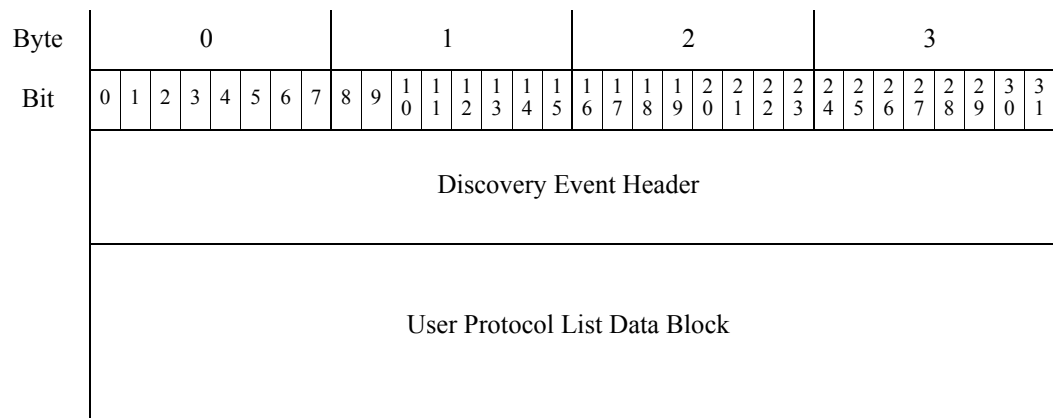 Byte 0 1 2 3
Bit 0 1 2 3 4 5 6 7 8 9 10 11 12 13 14 15 16 17 18 19 20 21 22 23 24 25 26 27 28 29 30 31
Discovery Event Header
User Protocol List Data Block